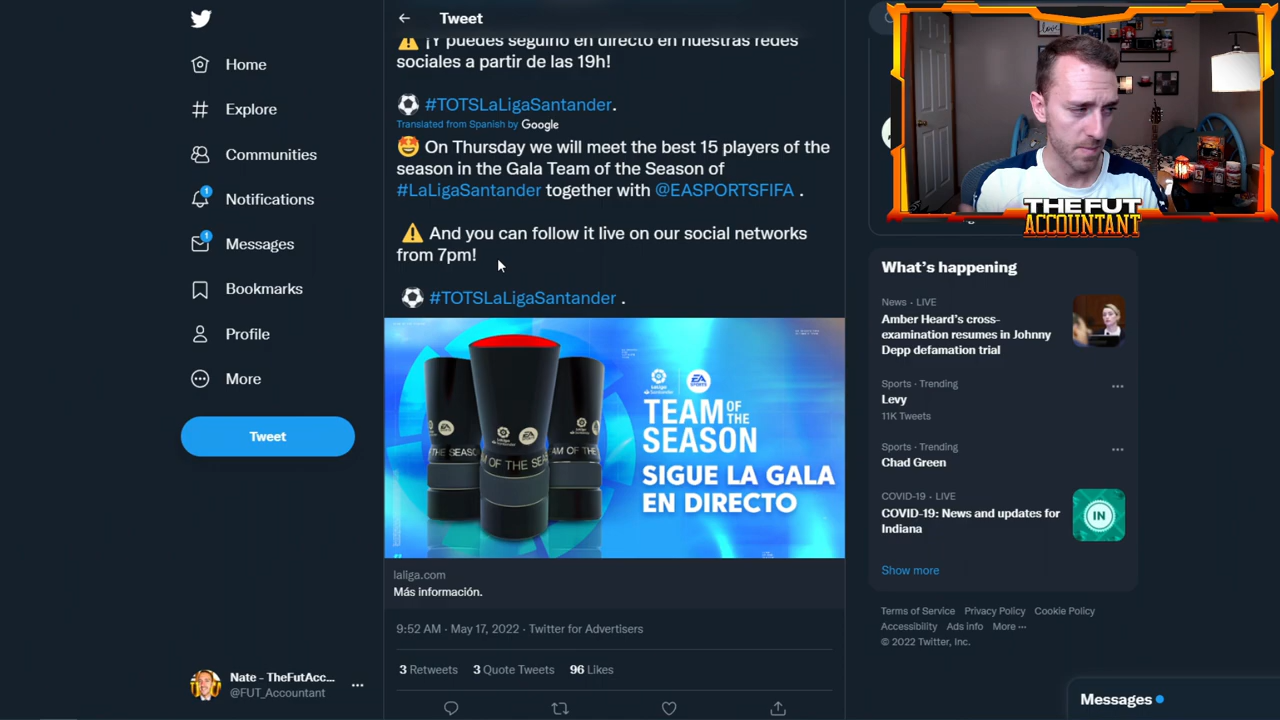 Tweet
Home
Explore
Communities
Notifications
1
Messages
1
Bookmarks
Profile
More
Tweet
Nate - TheFutAcc...
@FUT_Accountant
⚠️ ¡Y puedes seguirlo en directo en nuestras redes
sociales a partir de las 19h!
⚽ #TOTSLaLigaSantander.
Translated from Spanish by Google
🤩 On Thursday we will meet the best 15 players of the
season in the Gala Team of the Season of
#LaLigaSantander together with @EASPORTSFIFA .
⚠️ And you can follow it live on our social networks
from 7pm!
⚽ #TOTSLaLigaSantander .
TEAM OF THE
SEASON
SIGUE LA GALA
EN DIRECTO
EA SPORTS
laliga.com
Más información.
9:52 AM · May 17, 2022 · Twitter for Advertisers
3 Retweets 3 Quote Tweets 96 Likes
THE FUT
ACCOUNTANT
What's happening
News · LIVE
Amber Heard's cross-
examination resumes in Johnny
Depp defamation trial
Sports · Trending
Levy
11K Tweets
Sports · Trending
Chad Green
COVID-19 · LIVE
COVID-19: News and updates for
Indiana
IN
Show more
Terms of Service Privacy Policy Cookie Policy
Accessibility Ads info More ···
© 2022 Twitter, Inc.
Messages